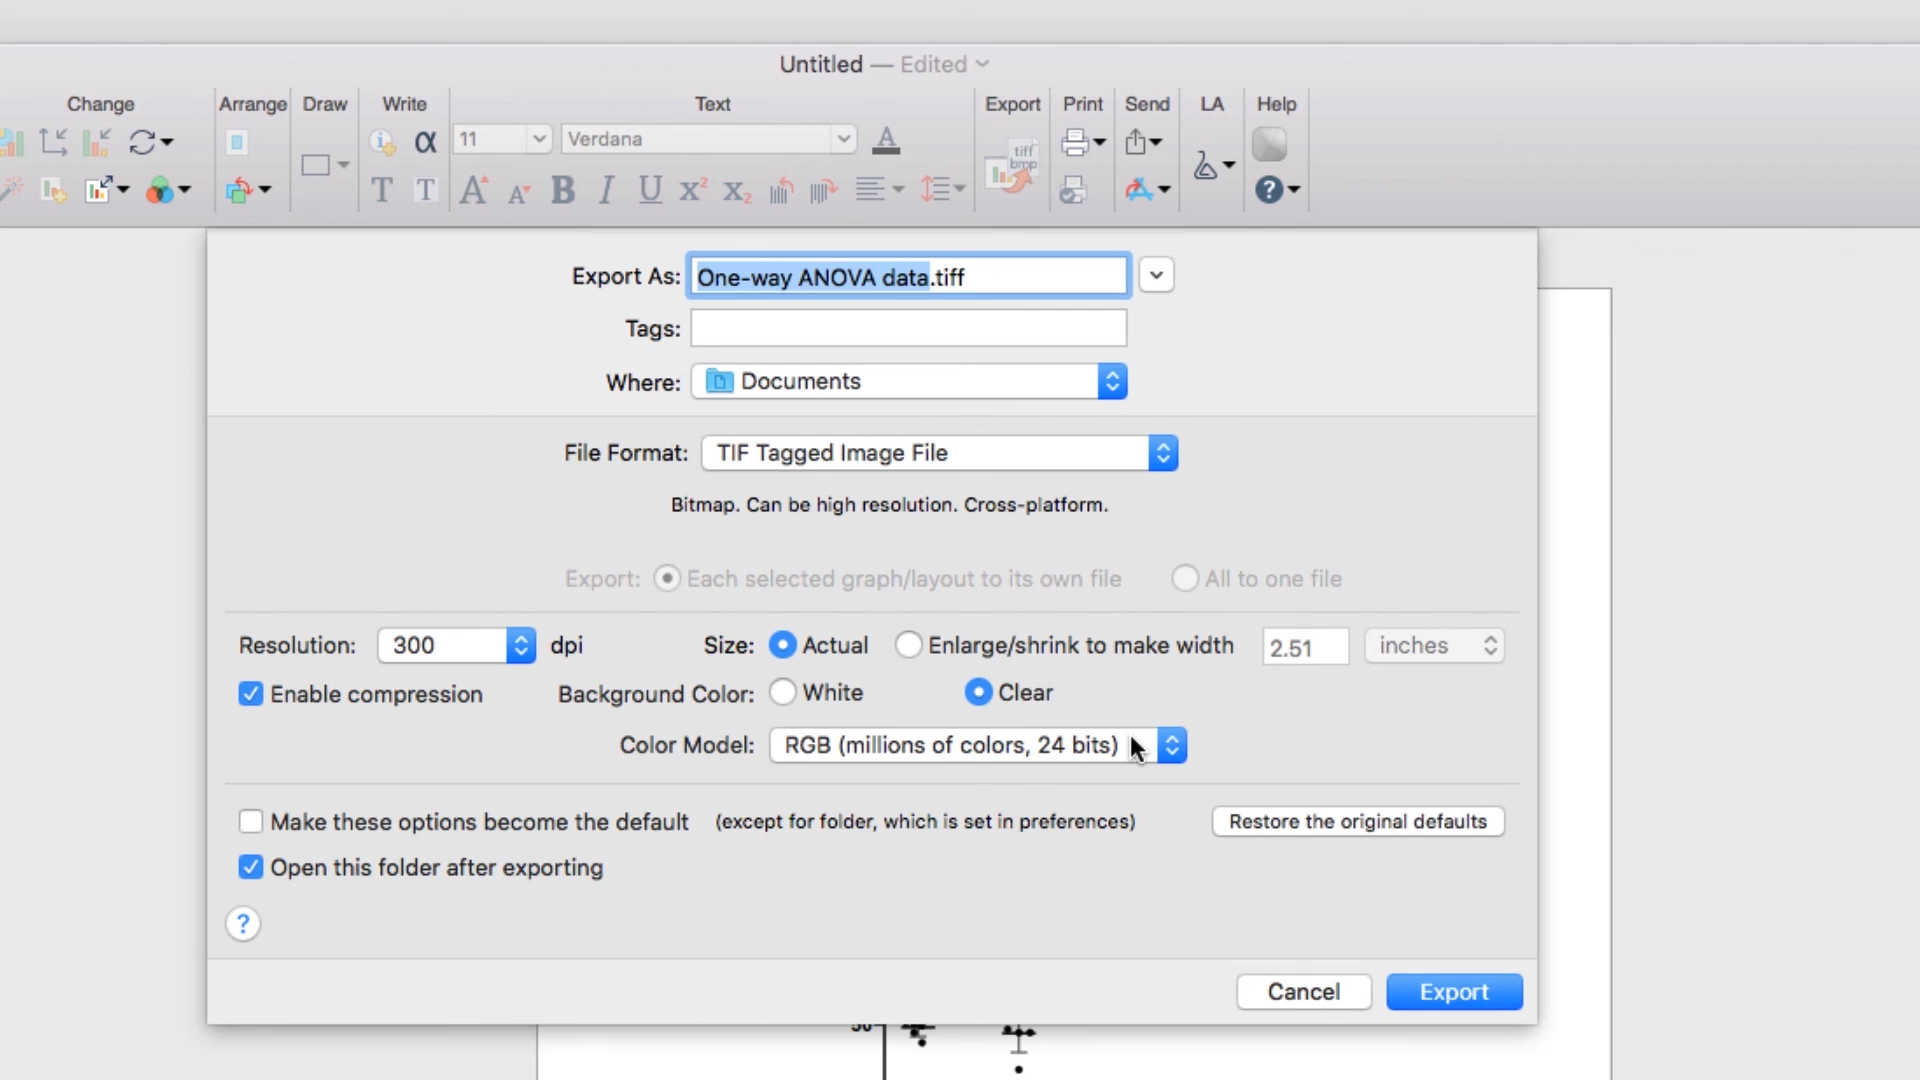 Untitled — Edited
Change Arrange Draw Write Text Export Print Send LA Help
11 Verdana A
tiff
bmp
α
T T A A B I U X² X₂ ?
Export As: One-way ANOVA data.tiff
Tags:
Where: Documents
File Format: TIF Tagged Image File
Bitmap. Can be high resolution. Cross-platform.
Export: Each selected graph/layout to its own file All to one file
Resolution: 300 dpi Size: Actual Enlarge/shrink to make width 2.51 inches
Enable compression Background Color: White Clear
Color Model: RGB (millions of colors, 24 bits)
Make these options become the default (except for folder, which is set in preferences) Restore the original defaults
Open this folder after exporting
?
Cancel Export